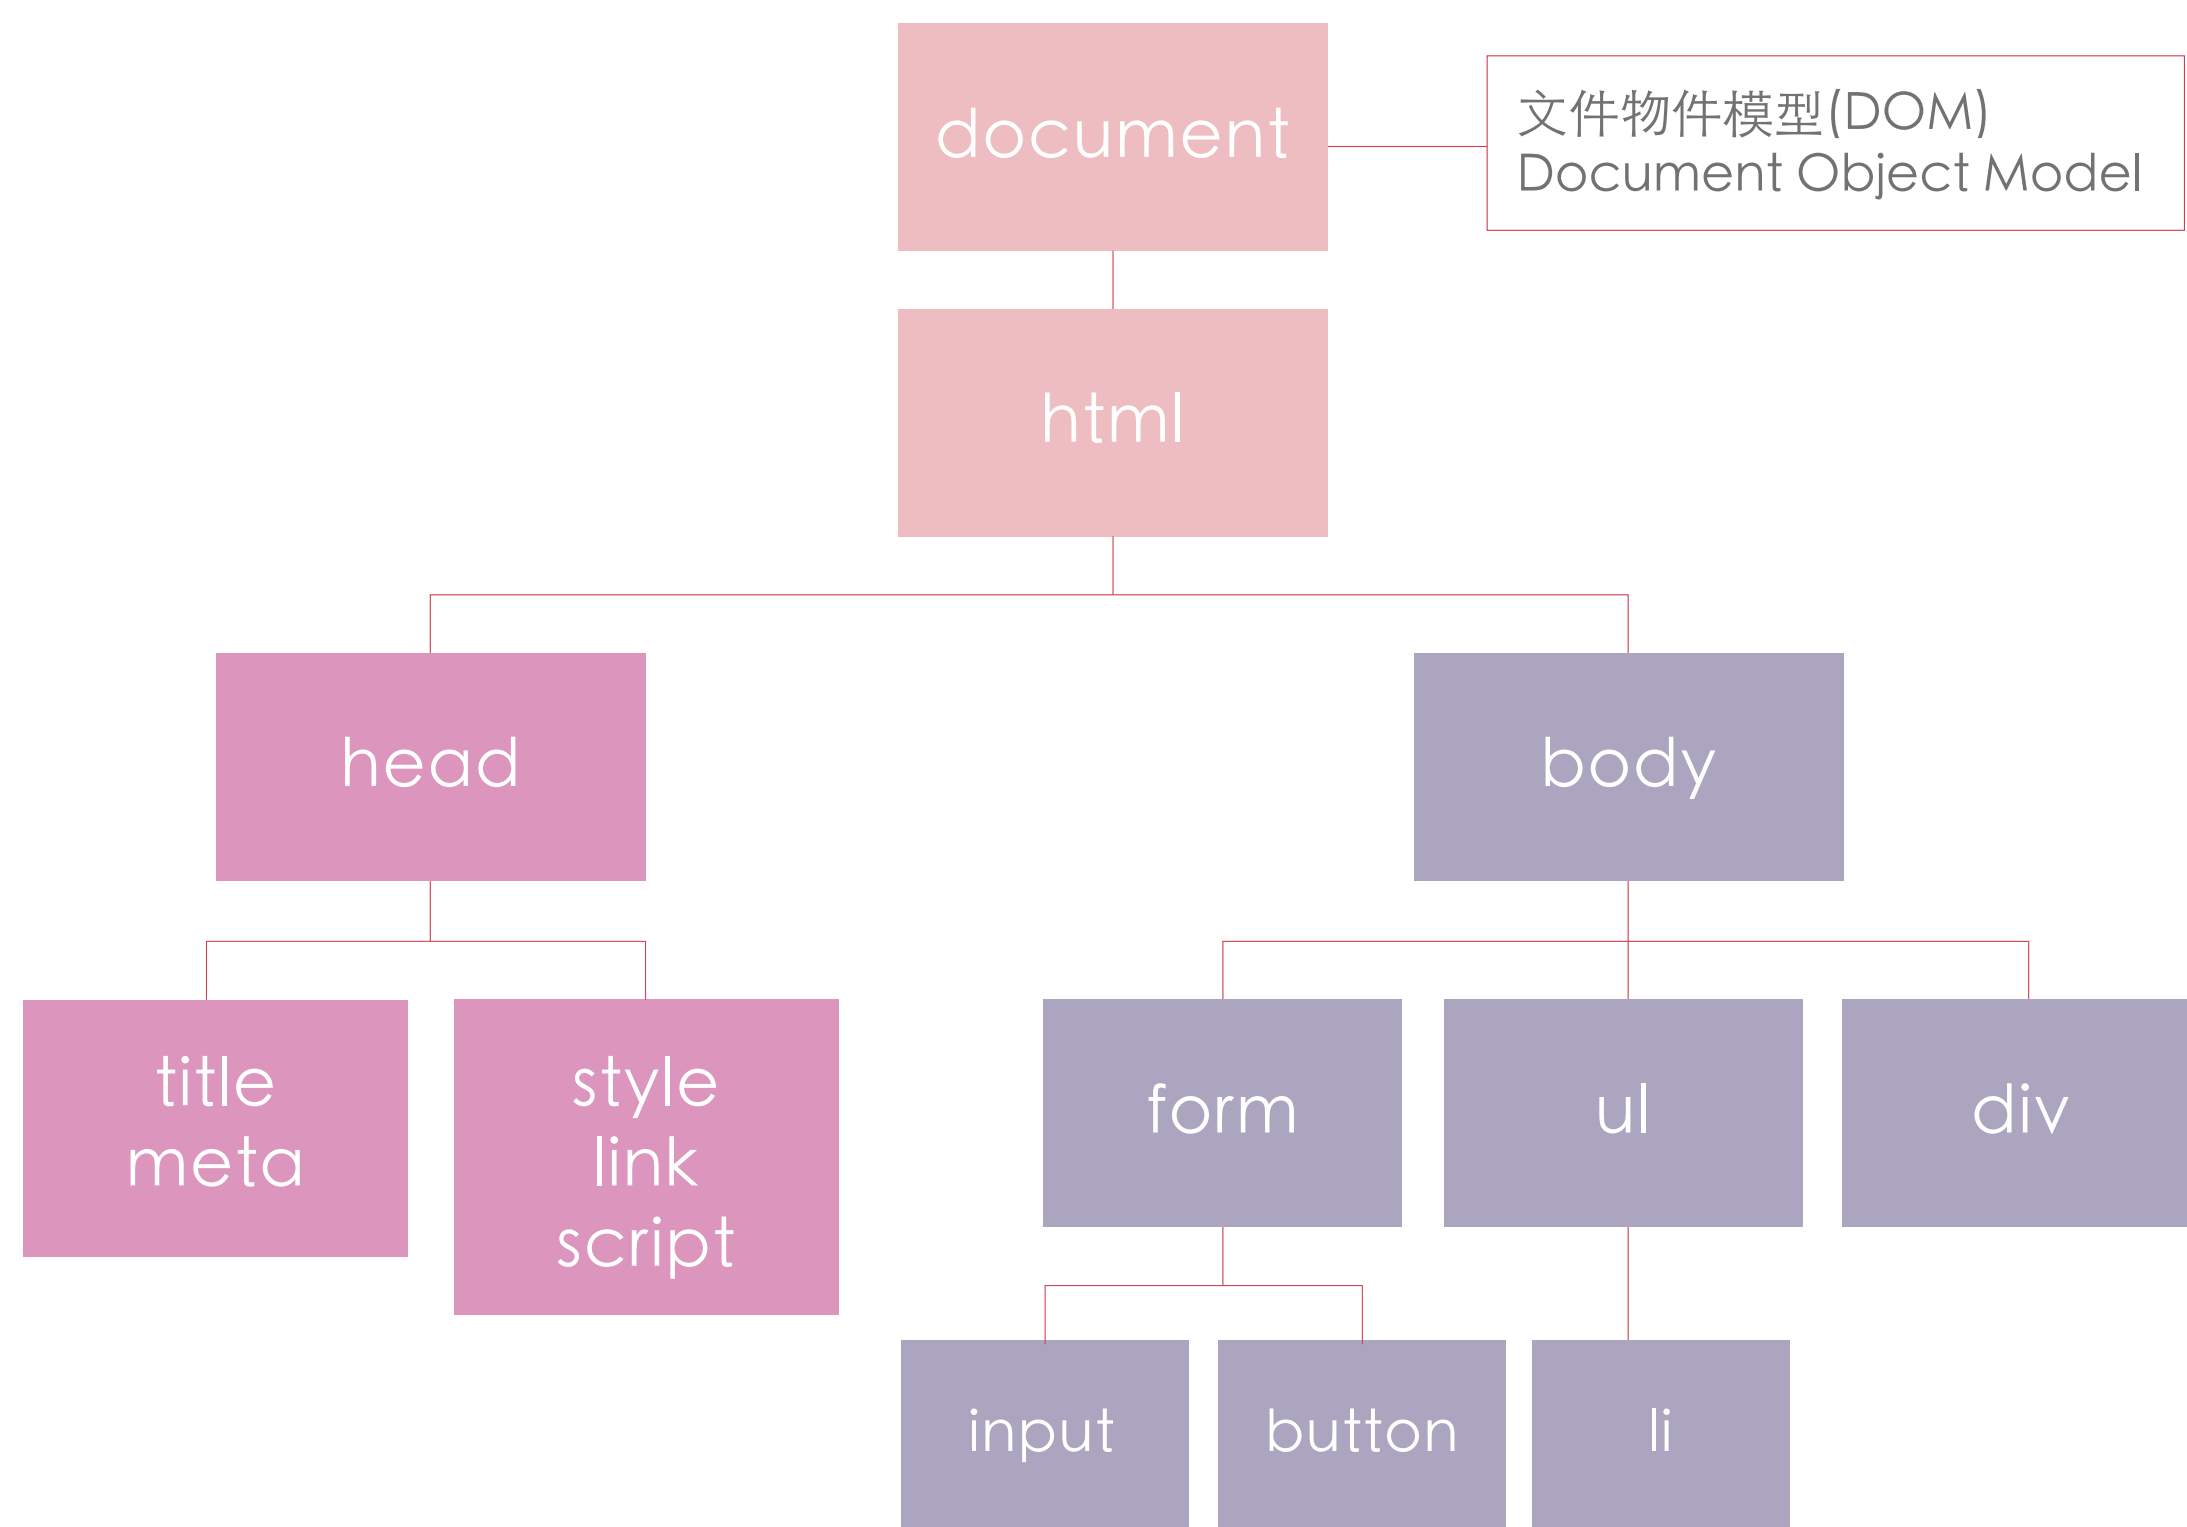 document
文件物件模型(DOM)
Document Object Model
html
head
body
title
meta
style
link
script
form
ul
div
input
button
li